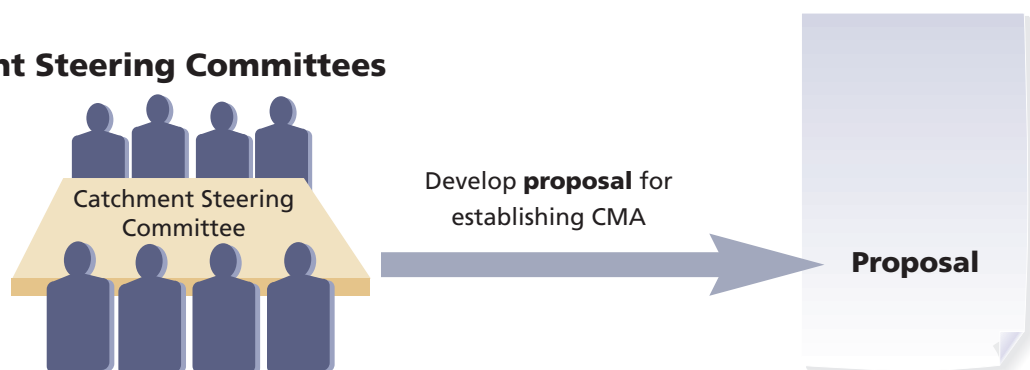 nt Steering Committees
Catchment Steering
Committee
Develop proposal for
establishing CMA
Proposal